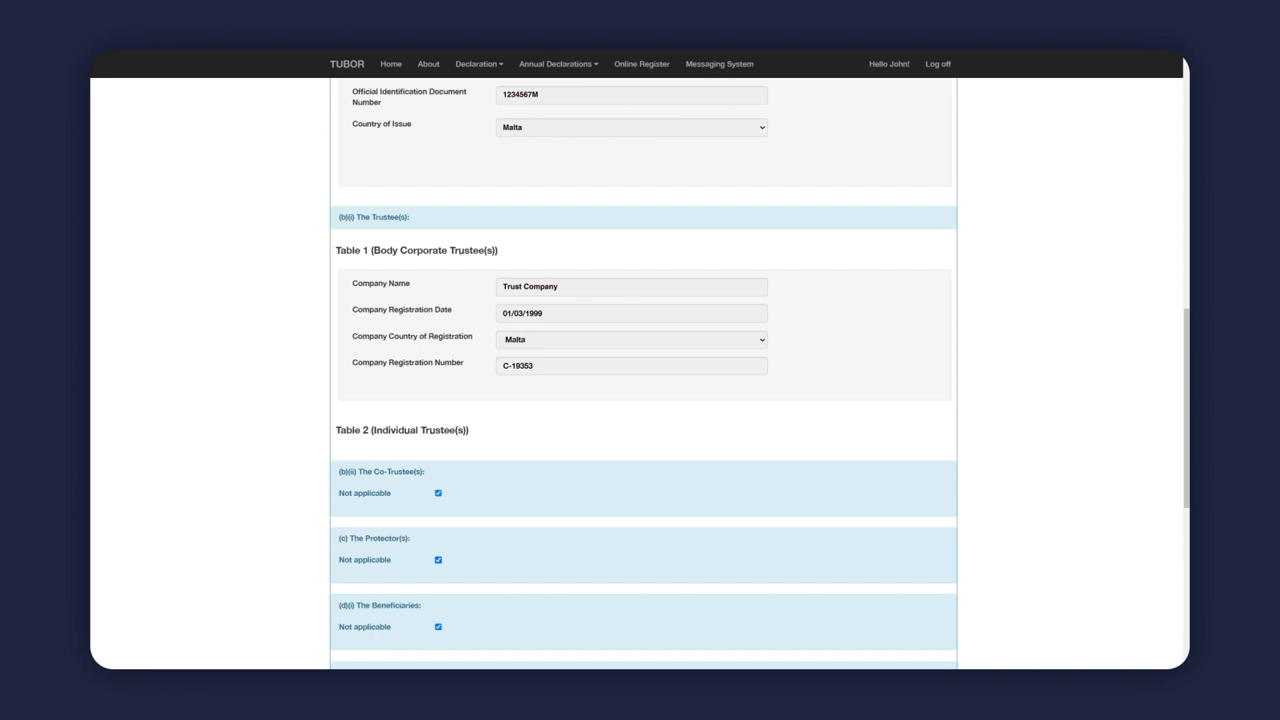 TUBOR Home About Declaration Annual Declarations Online Register Messaging System Hello John! Log off
Official Identification Document
Number
1234567M
Country of Issue Malta
(b)(i) The Trustee(s):
Table 1 (Body Corporate Trustee(s))
Company Name Trust Company
Company Registration Date 01/03/1999
Company Country of Registration Malta
Company Registration Number C-19353
Table 2 (Individual Trustee(s))
(b)(ii) The Co-Trustee(s):
Not applicable
(c) The Protector(s):
Not applicable
(d)(i) The Beneficiaries:
Not applicable